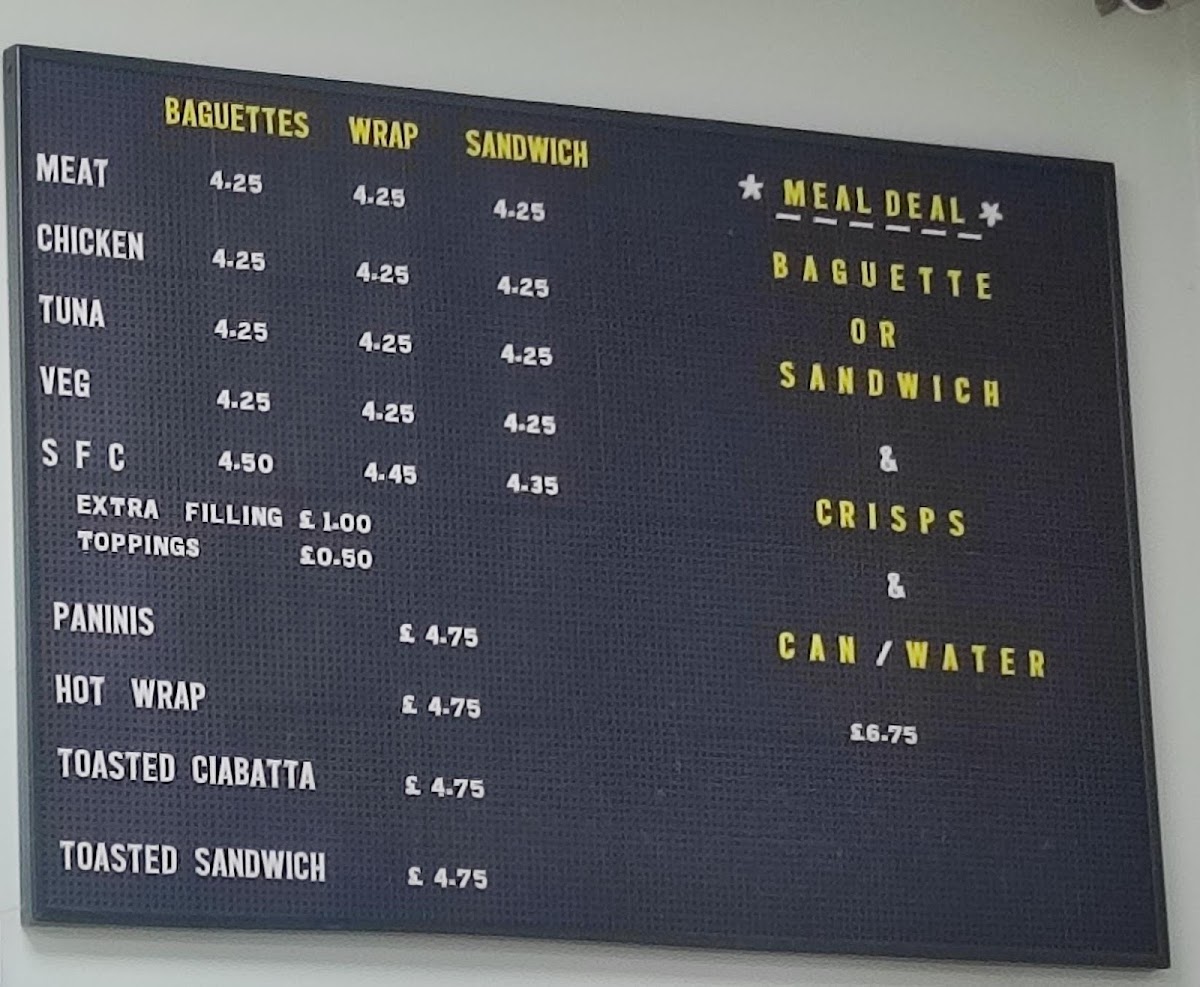 BAGUETTES WRAP SANDWICH
MEAT 4.25 4.25 4.25
CHICKEN 4.25 4.25 4.25
TUNA 4.25 4.25 4.25
VEG 4.25 4.25 4.25
S F C 4.50 4.45 4.35
EXTRA FILLING £1.00
TOPPINGS £0.50
PANINIS £4.75
HOT WRAP £4.75
TOASTED CIABATTA £4.75
TOASTED SANDWICH £4.75
* MEAL DEAL *
BAGUETTE
OR
SANDWICH
&
CRISPS
&
CAN / WATER
£6.75